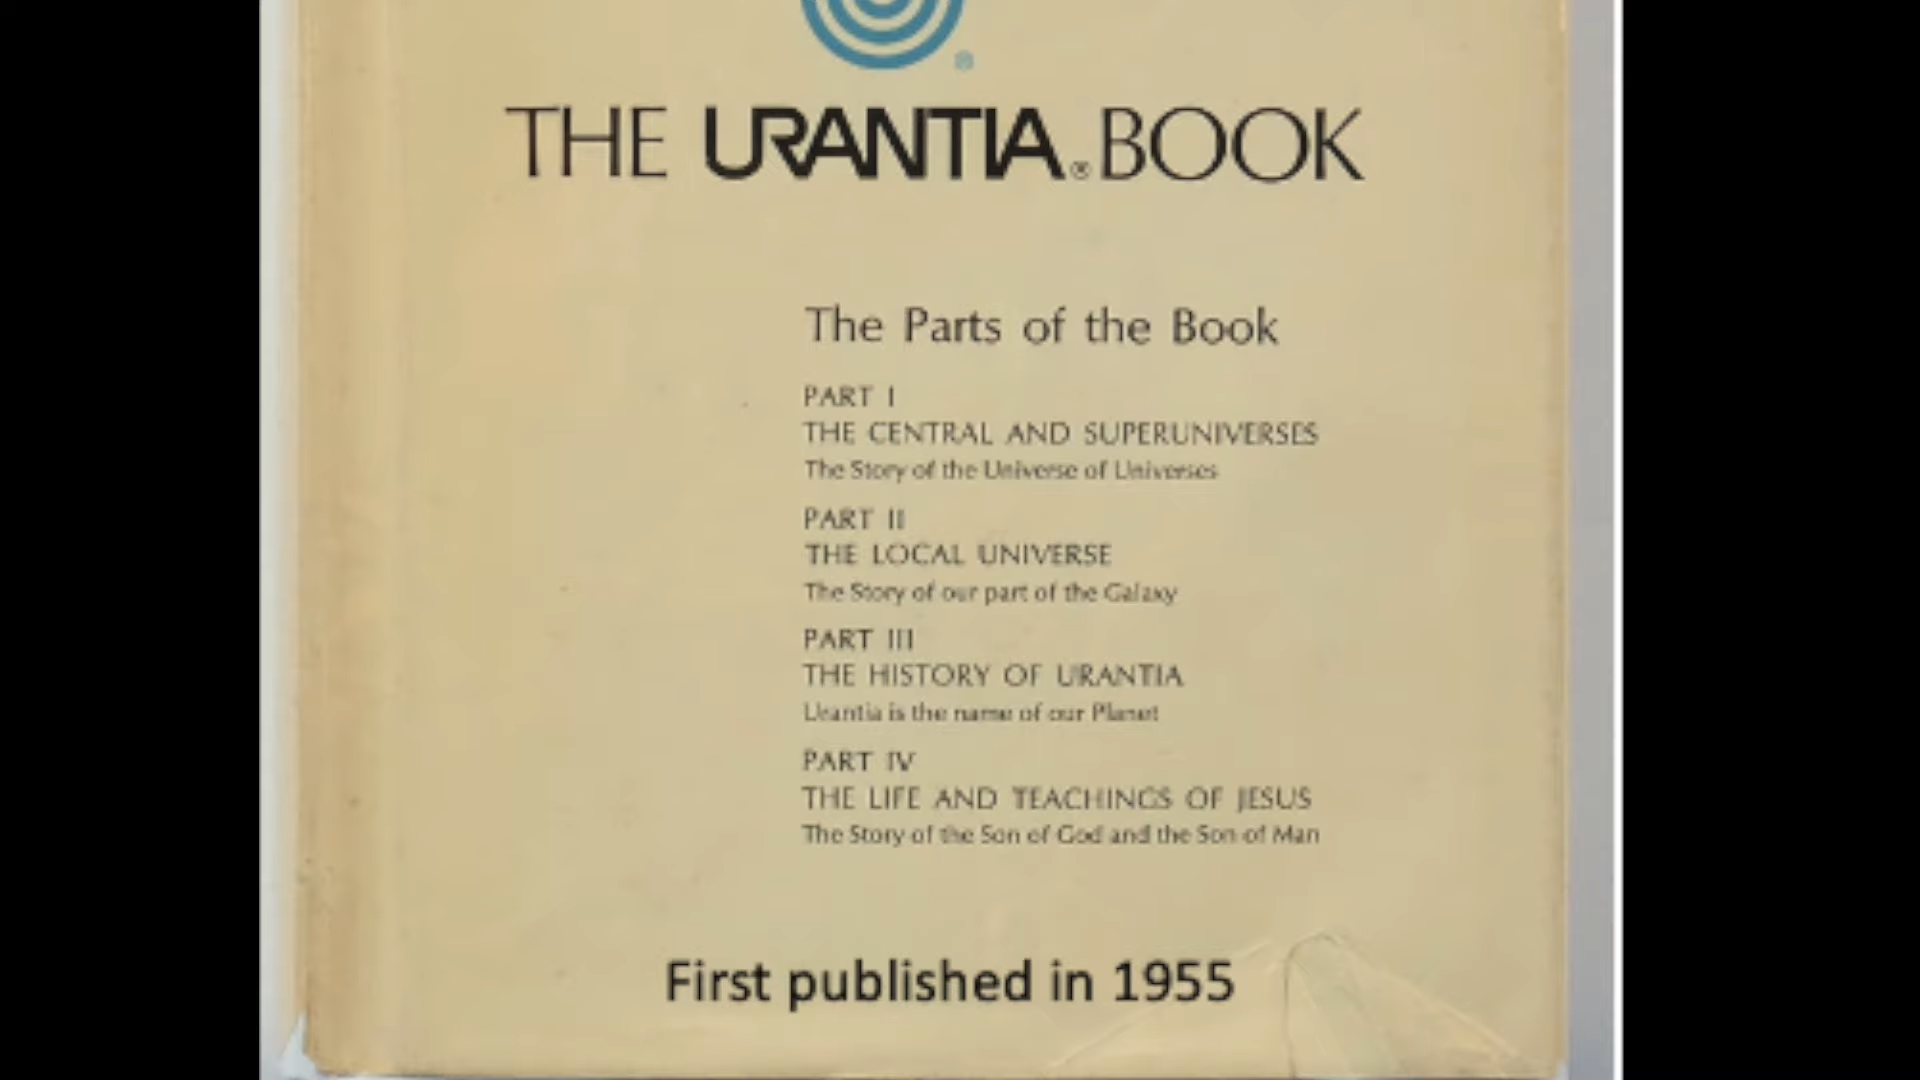 ®
THE URANTIA® BOOK
The Parts of the Book
PART I
THE CENTRAL AND SUPERUNIVERSES
The Story of the Universe of Universes
PART II
THE LOCAL UNIVERSE
The Story of our part of the Galaxy
PART III
THE HISTORY OF URANTIA
Urantia is the name of our Planet
PART IV
THE LIFE AND TEACHINGS OF JESUS
The Story of the Son of God and the Son of Man
First published in 1955